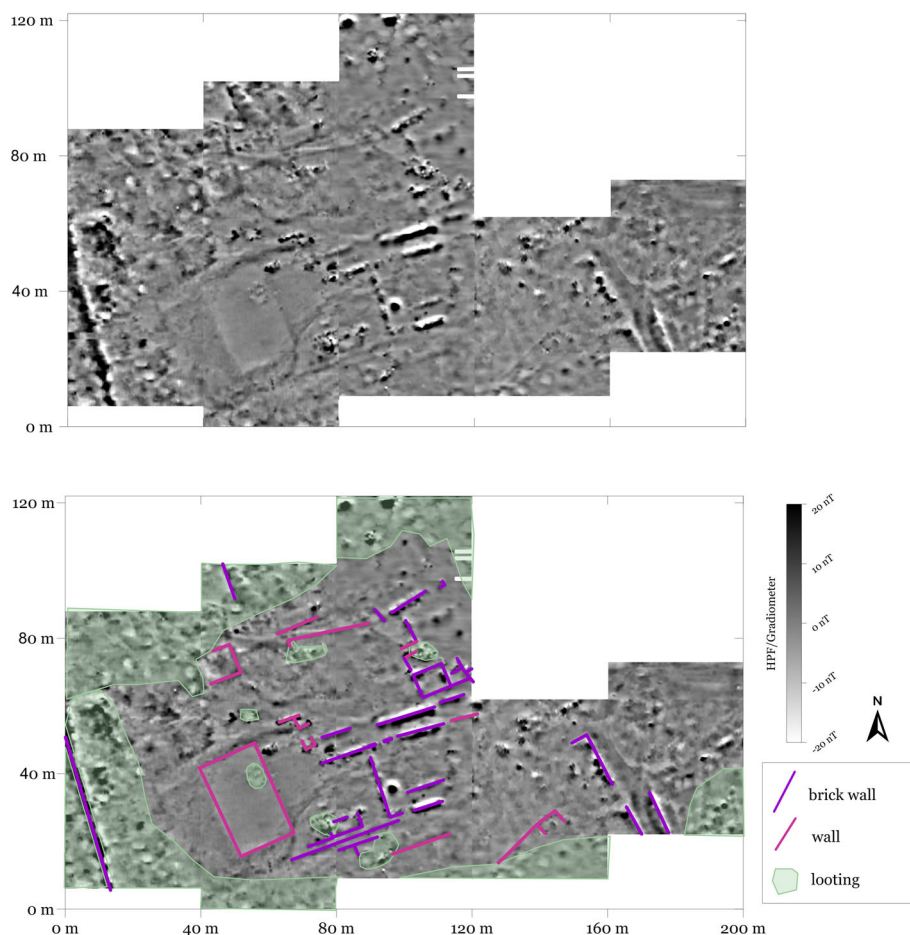 120 m
80 m
40 m
0 m
120 m
80 m
40 m
0 m
0 m 40 m 80 m 120 m 160 m 200 m
20 nT
10 nT
0 nT
-10 nT
-20 nT
HPF/Gradiometer
N
brick wall
wall
looting